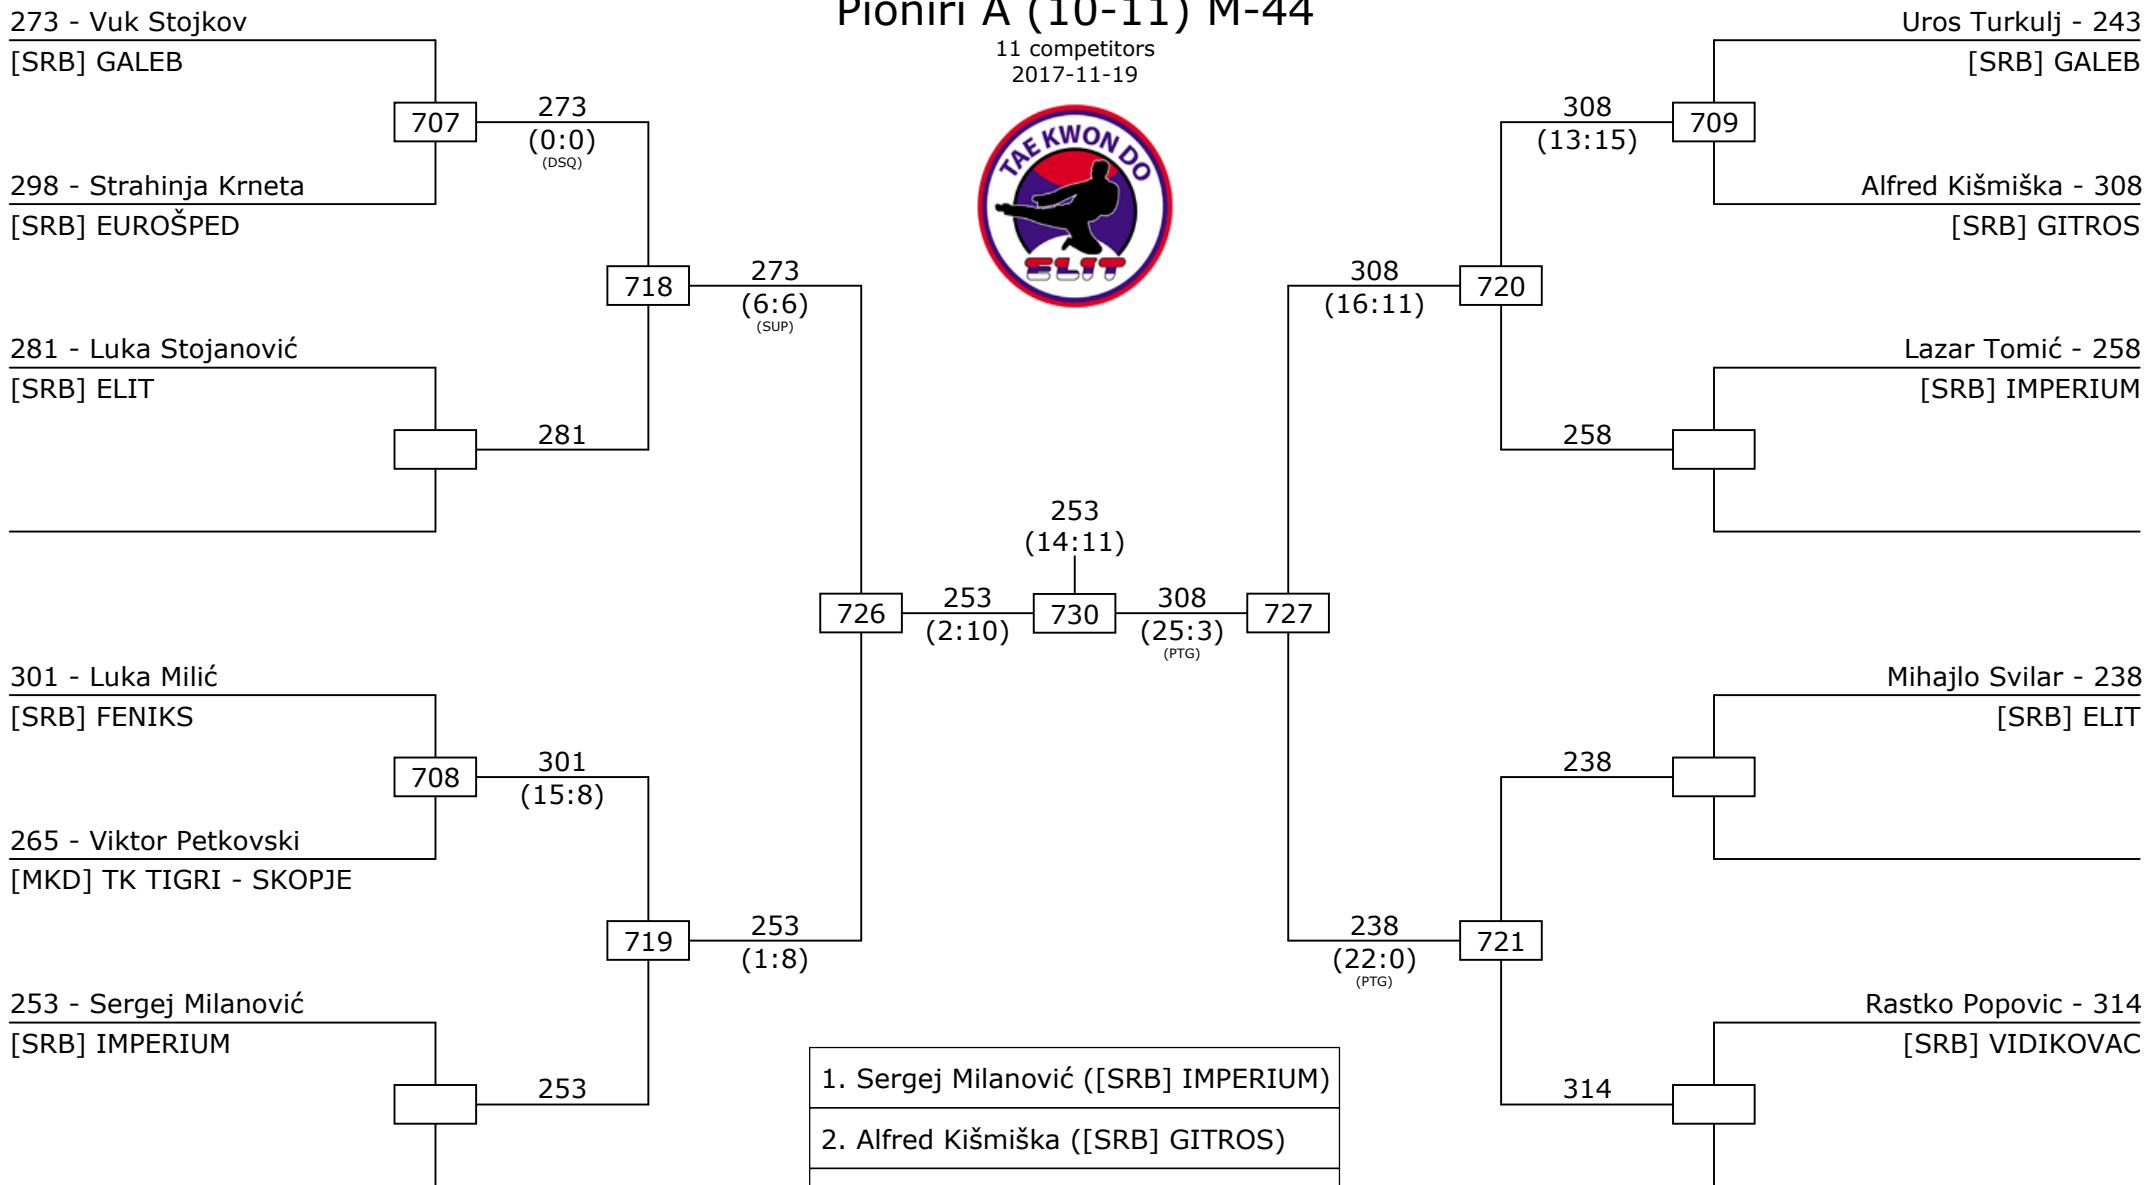 Pioniri A (10-11) M-44
11 competitors
2017-11-19
TAE KWON DO
ELIT
273 - Vuk Stojkov
[SRB] GALEB
298 - Strahinja Krneta
[SRB] EUROŠPED
281 - Luka Stojanović
[SRB] ELIT
301 - Luka Milić
[SRB] FENIKS
265 - Viktor Petkovski
[MKD] TK TIGRI - SKOPJE
253 - Sergej Milanović
[SRB] IMPERIUM
707
273
(0:0)
(DSQ)
281
708
301
(15:8)
253
718
273
(6:6)
(SUP)
719
253
(1:8)
726
253
(2:10)
253
(14:11)
730
308
(25:3)
(PTG)
727
308
(16:11)
720
238
(22:0)
(PTG)
721
308
(13:15)
709
258
238
314
Uros Turkulj - 243
[SRB] GALEB
Alfred Kišmiška - 308
[SRB] GITROS
Lazar Tomić - 258
[SRB] IMPERIUM
Mihajlo Svilar - 238
[SRB] ELIT
Rastko Popovic - 314
[SRB] VIDIKOVAC
1. Sergej Milanović ([SRB] IMPERIUM)
2. Alfred Kišmiška ([SRB] GITROS)